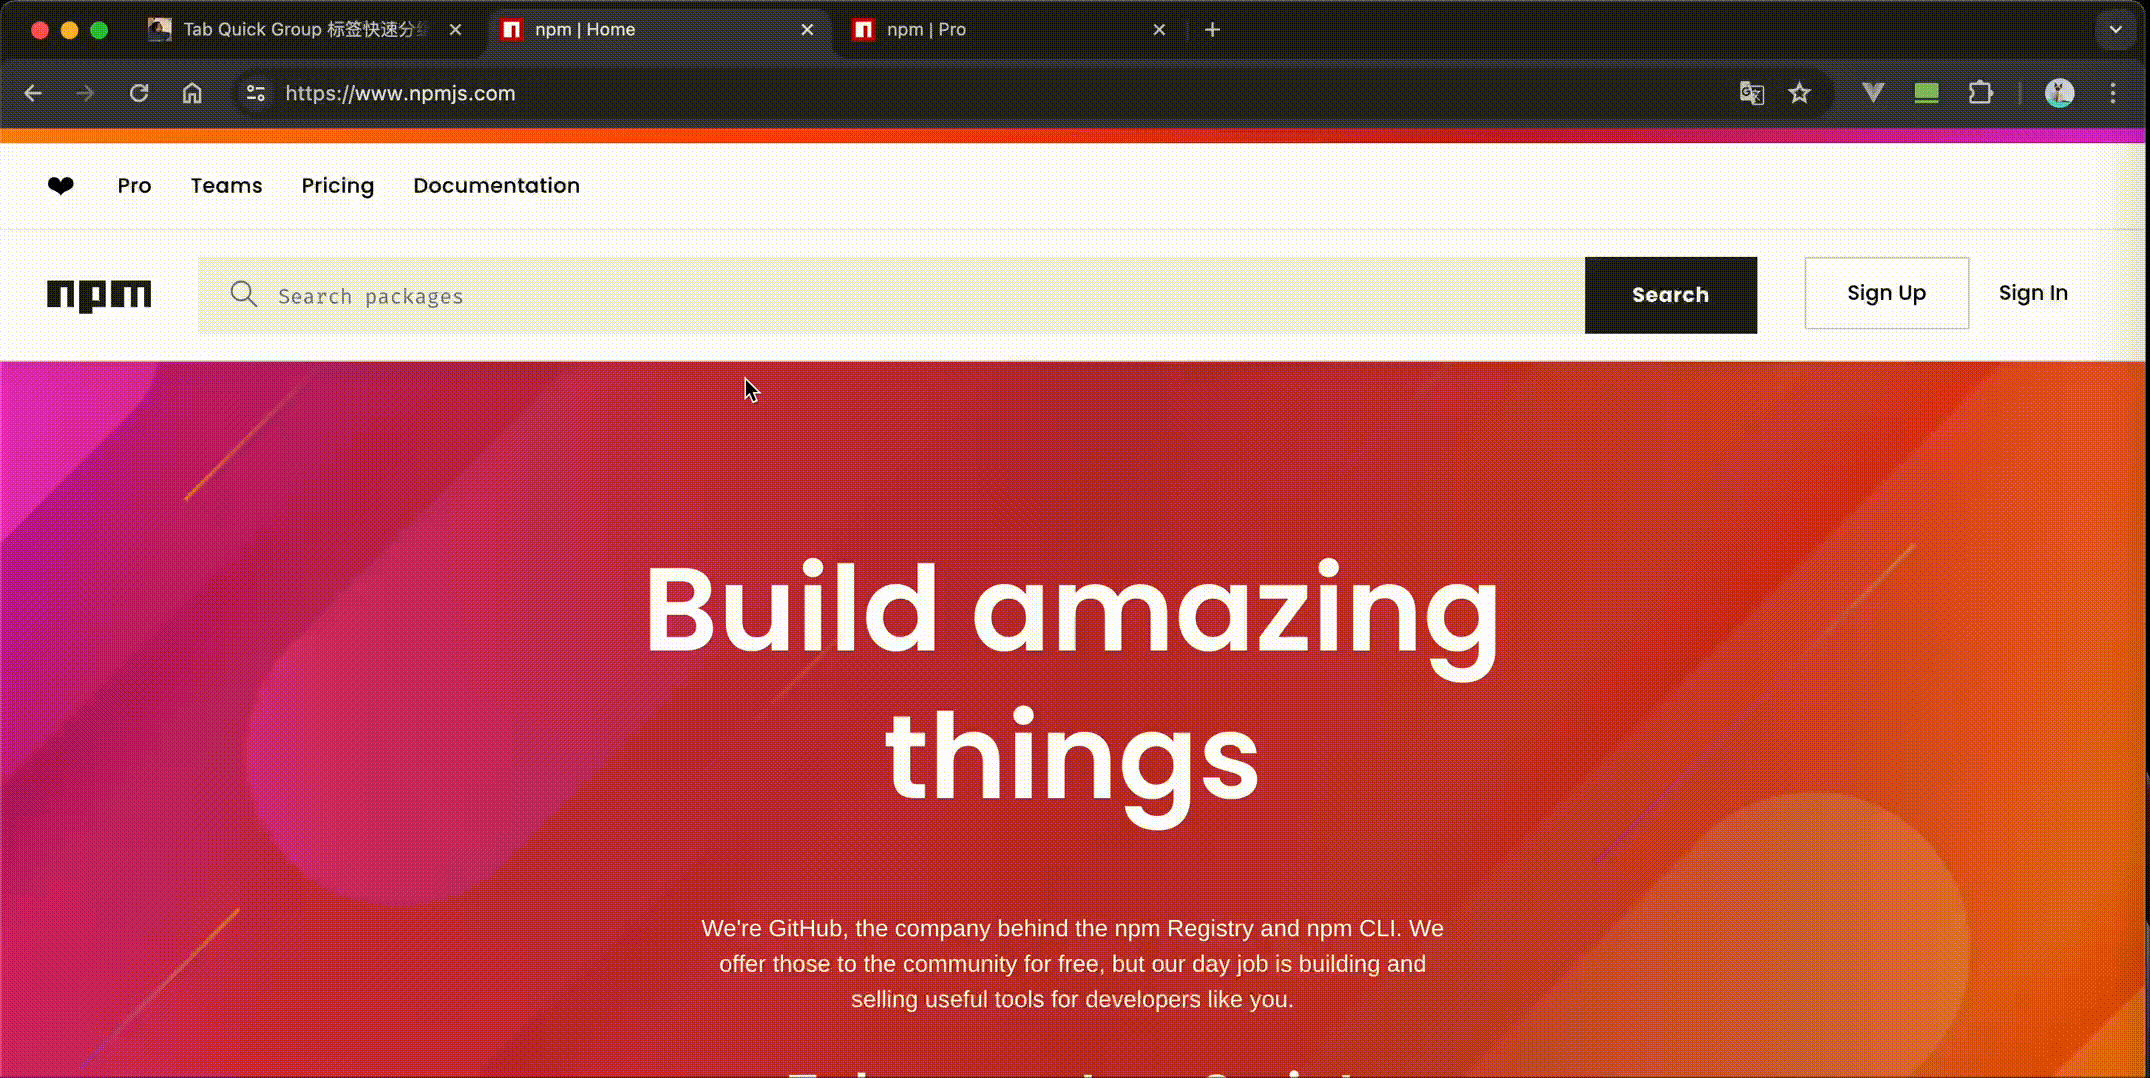 Tab Quick Group 标签快速分
npm | Home
npm | Pro
https://www.npmjs.com
Pro
Teams
Pricing
Documentation
npm
Search packages
Search
Sign Up
Sign In
Build amazing
things
We're GitHub, the company behind the npm Registry and npm CLI. We
offer those to the community for free, but our day job is building and
selling useful tools for developers like you.